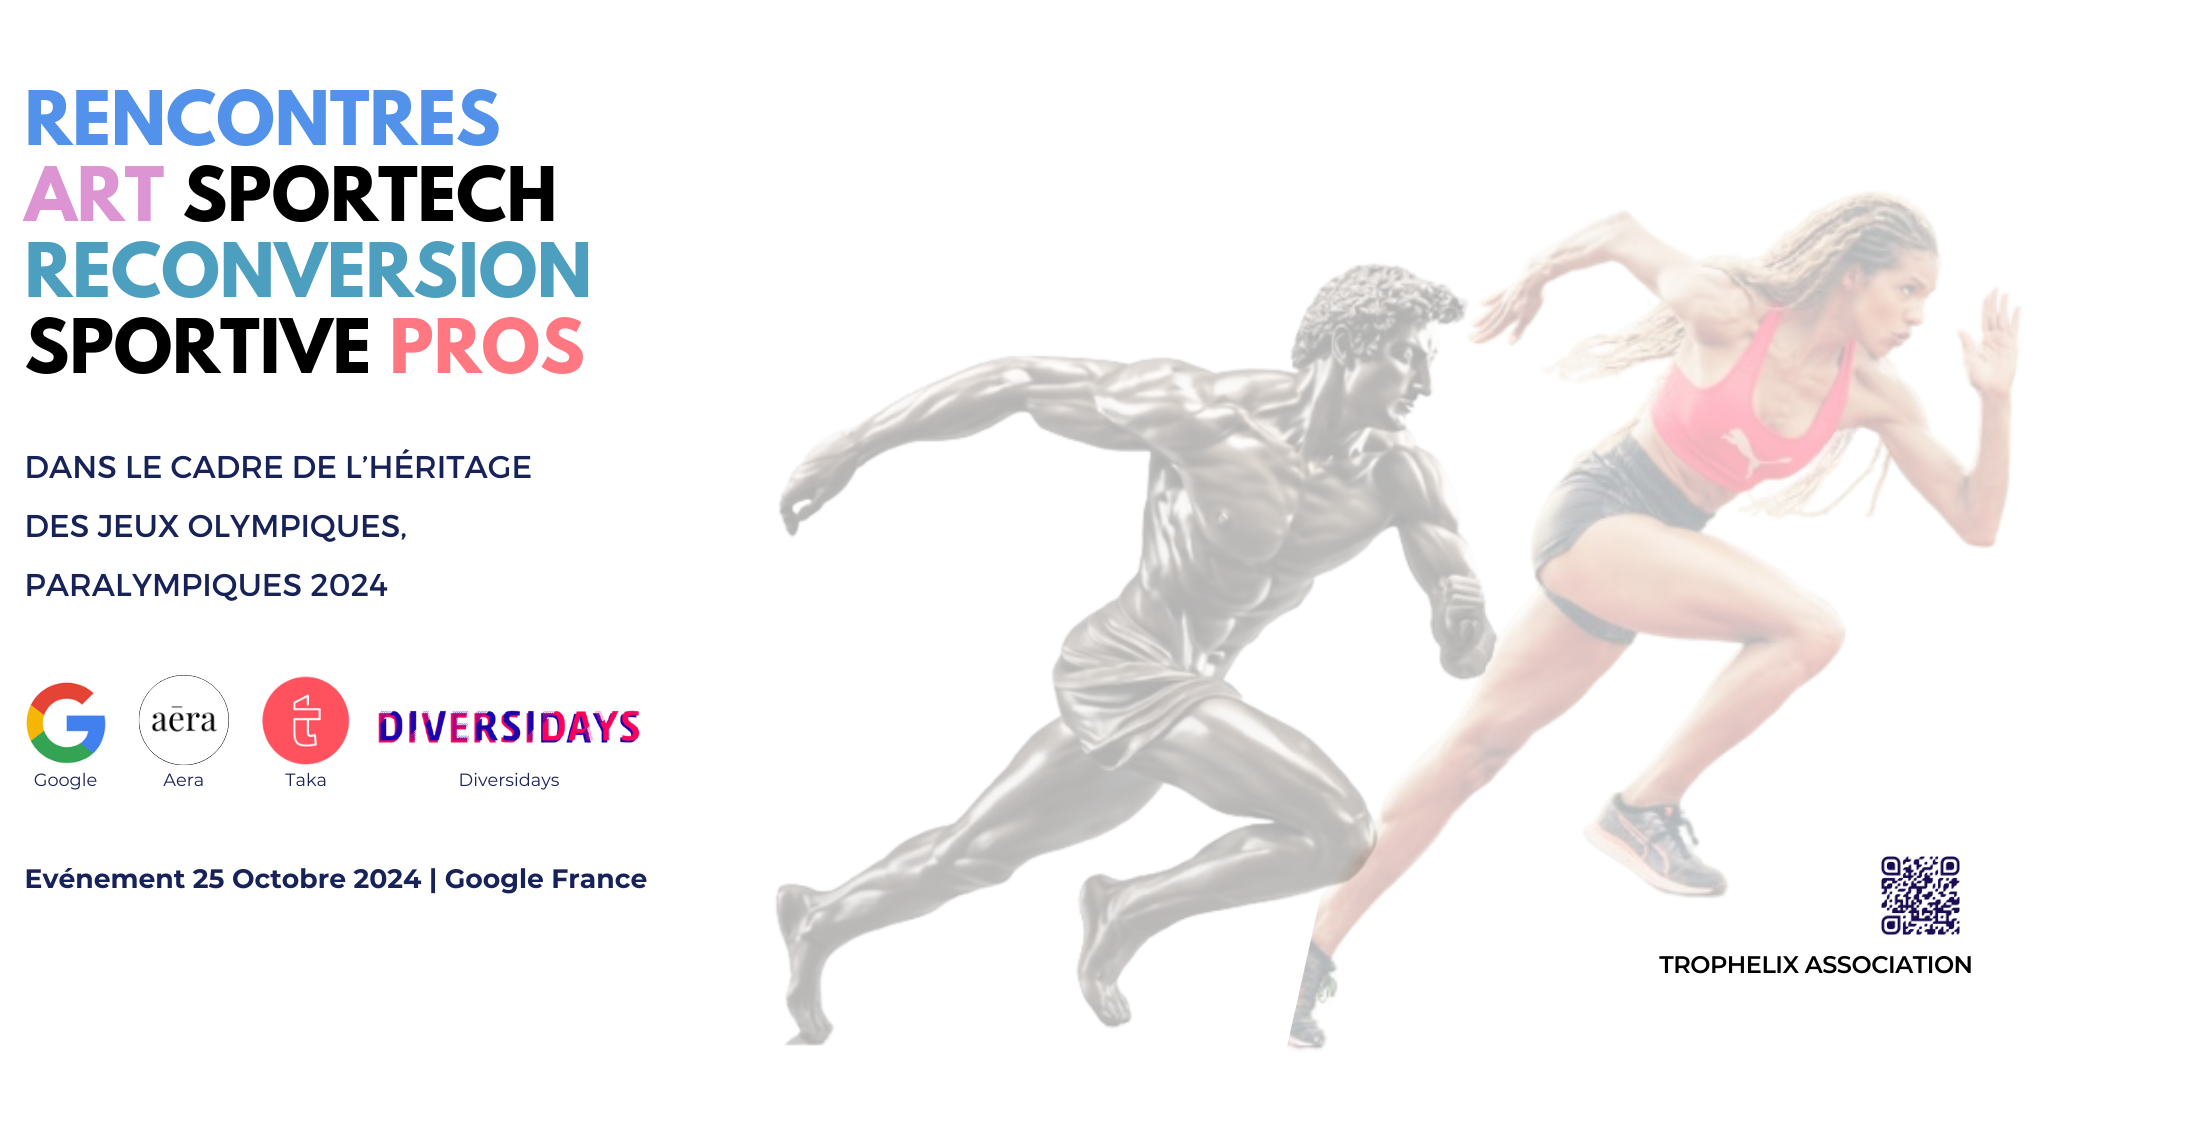 RENCONTRES
ART SPORTECH
RECONVERSION
SPORTIVE PROS
DANS LE CADRE DE L’HÉRITAGE
DES JEUX OLYMPIQUES,
PARALYMPIQUES 2024
aēra
t
DIVERSIDAYS
Google
Aera
Taka
Diversidays
Evénement 25 Octobre 2024 | Google France
TROPHELIX ASSOCIATION